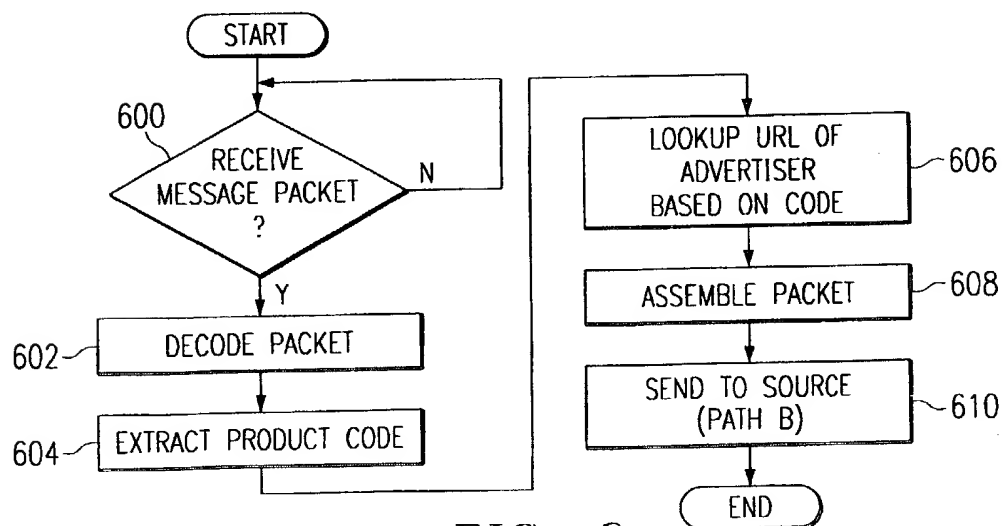 START
600
RECEIVE
MESSAGE PACKET
?
N
Y
602
DECODE PACKET
604
EXTRACT PRODUCT CODE
LOOKUP URL OF
ADVERTISER
BASED ON CODE
606
ASSEMBLE PACKET
608
SEND TO SOURCE
(PATH B)
610
END